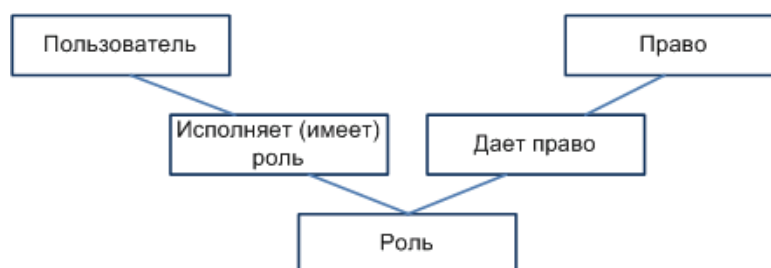 Пользователь
Право
Исполняет (имеет)
роль
Дает право
Роль